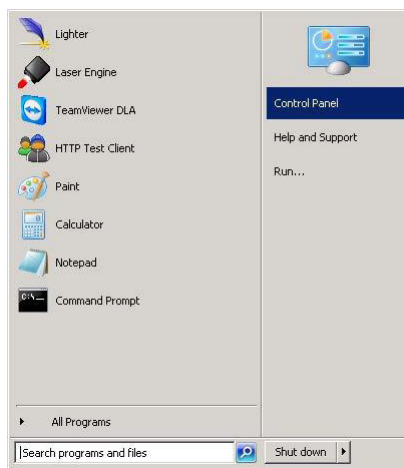 Lighter
Laser Engine
TeamViewer DLA
HTTP Test Client
Paint
Calculator
Notepad
C:\_
Command Prompt
All Programs
Search programs and files
Control Panel
Help and Support
Run...
Shut down